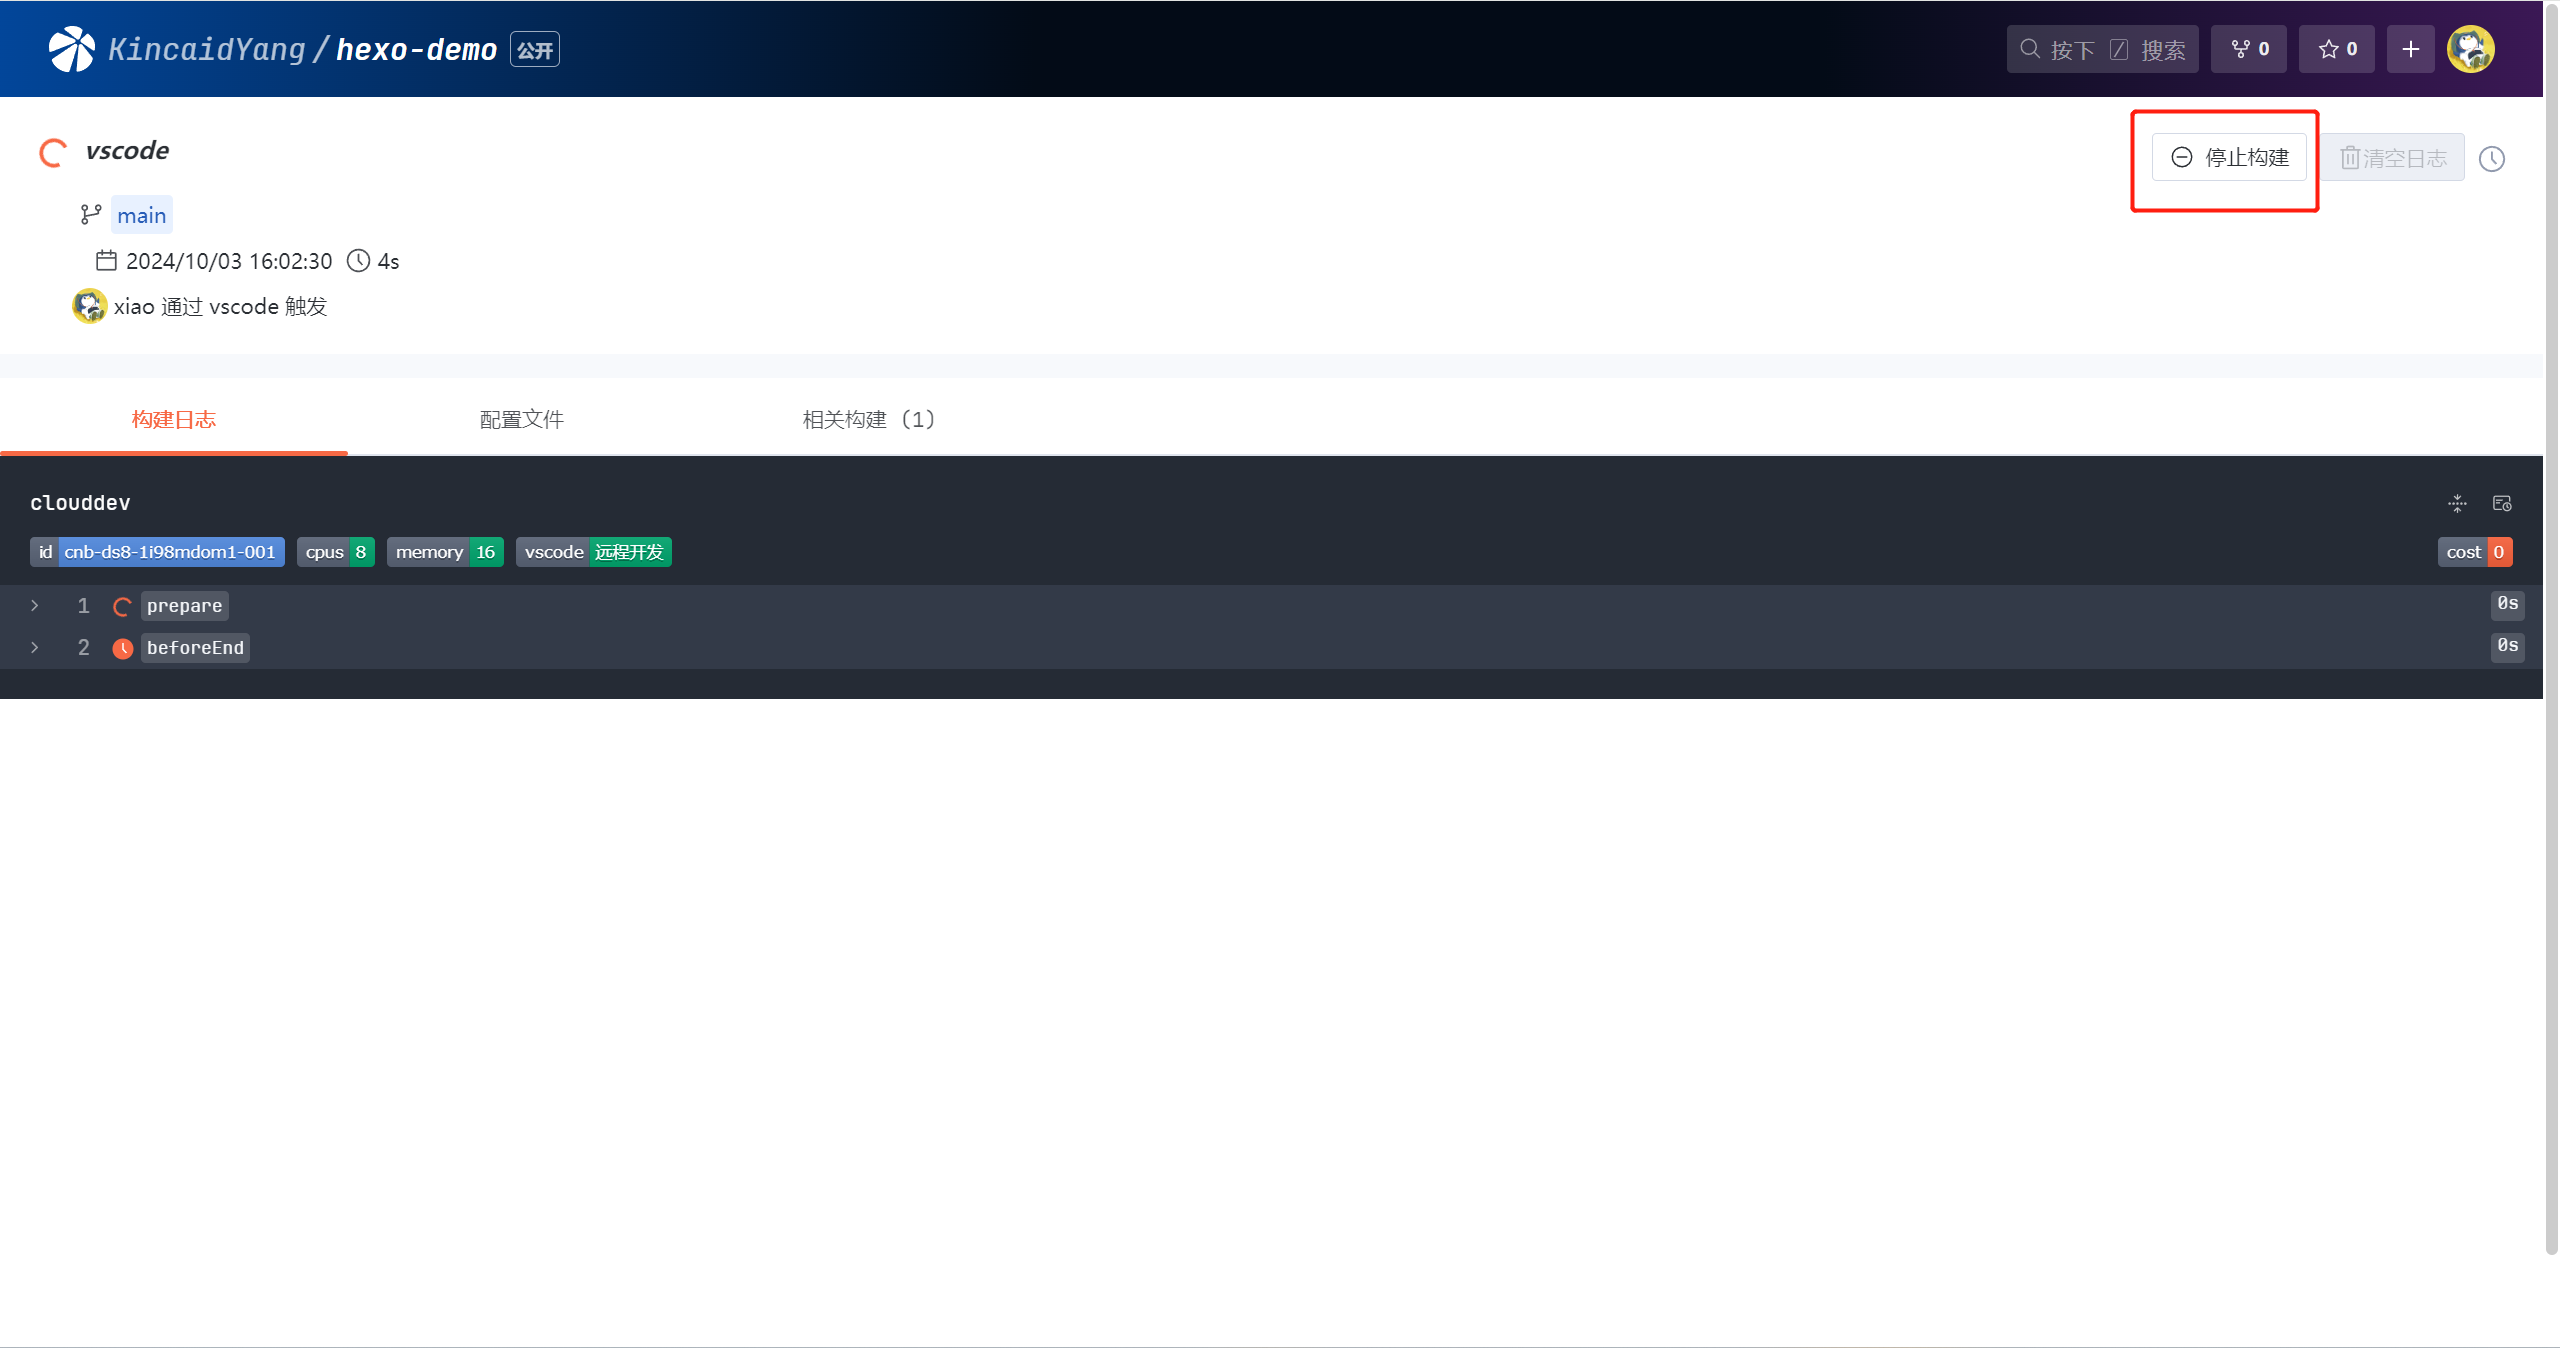 KincaidYang / hexo-demo 公开
按下 / 搜索 0 0
vscode
停止构建 清空日志
main
2024/10/03 16:02:30 4s
xiao 通过 vscode 触发
构建日志 配置文件 相关构建 (1)
clouddev
id cnb-ds8-1i98mdom1-001 cpus 8 memory 16 vscode 远程开发 cost 0
1 prepare 0s
2 beforeEnd 0s